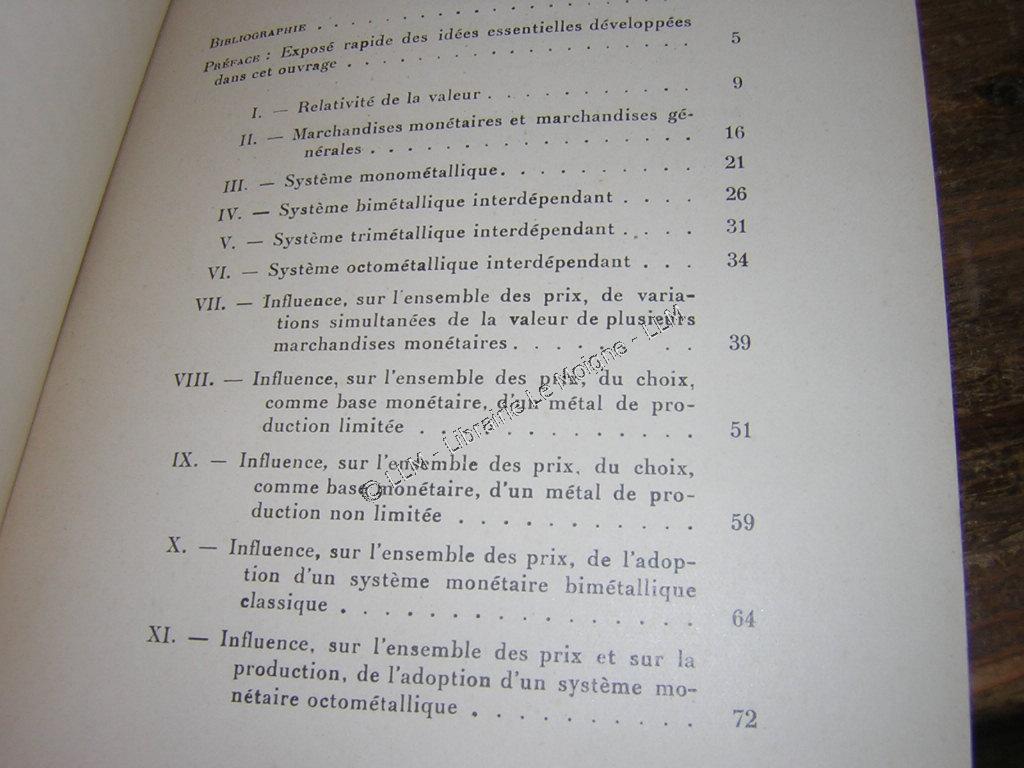 BIBLIOGRAPHIE . . . . . . . . . . . .
PRÉFACE : Exposé rapide des idées essentielles développées
dans cet ouvrage . . . . . . . . . . . . 5
I. — Relativité de la valeur . . . . . . . . . . 9
II. — Marchandises monétaires et marchandises gé-
nérales . . . . . . . . . . . . . . . 16
III. — Système monométallique. . . . . . . . . . 21
IV. — Système bimétallique interdépendant . . . . 26
V. — Système trimétallique interdépendant . . . . 31
VI. — Système octométallique interdépendant . . . 34
VII. — Influence, sur l'ensemble des prix, de varia-
tions simultanées de la valeur de plusieurs
marchandises monétaires . . . . . . . . . 39
VIII. — Influence, sur l'ensemble des prix, du choix,
comme base monétaire, d'un métal de pro-
duction limitée . . . . . . . . . . . . . 51
IX. — Influence, sur l'ensemble des prix, du choix,
comme base monétaire, d'un métal de pro-
duction non limitée . . . . . . . . . . . 59
X. — Influence, sur l'ensemble des prix, de l'adop-
tion d'un système monétaire bimétallique
classique . . . . . . . . . . . . . . . 64
XI. — Influence, sur l'ensemble des prix et sur la
production, de l'adoption d'un système mo-
nétaire octométallique . . . . . . . . . . 72
© LLM - Librairie Le Moigne - LLM